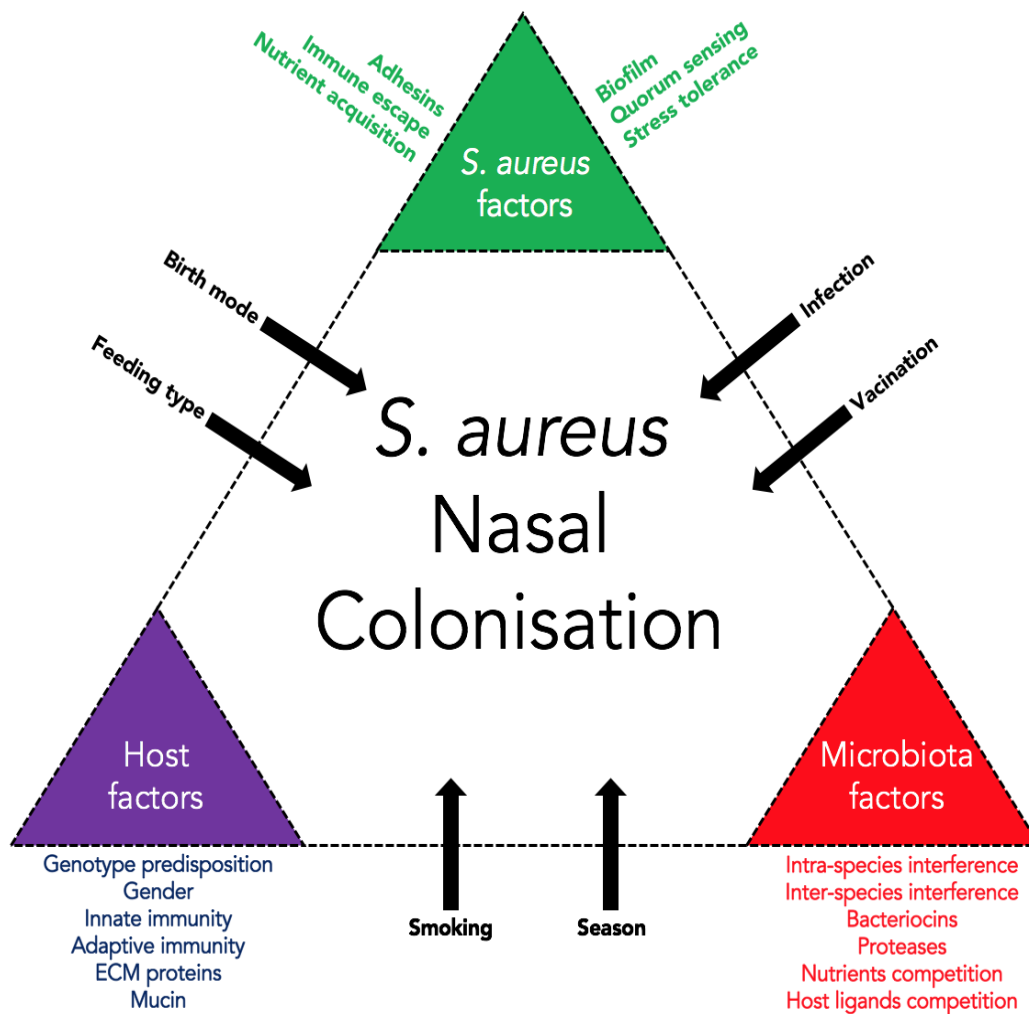 Adhesins
Immune escape
Nutrient acquisition
Biofilm
Quorum sensing
Stress tolerance
S. aureus
factors
Birth mode
Feeding type
Infection
Vacination
S. aureus
Nasal
Colonisation
Host
factors
Microbiota
factors
Genotype predisposition
Gender
Innate immunity
Adaptive immunity
ECM proteins
Mucin
Smoking
Season
Intra-species interference
Inter-species interference
Bacteriocins
Proteases
Nutrients competition
Host ligands competition